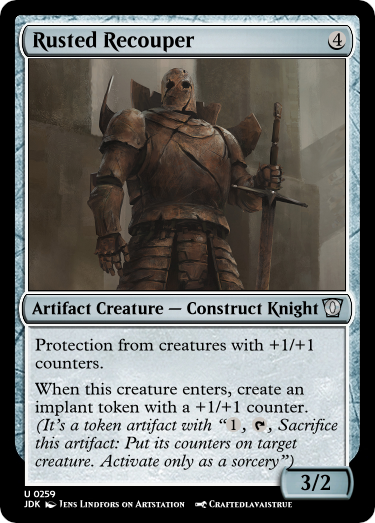 Rusted Recouper 4
Artifact Creature — Construct Knight
Protection from creatures with +1/+1
counters.
When this creature enters, create an
implant token with a +1/+1 counter.
(It's a token artifact with "1, , Sacrifice
this artifact: Put its counters on target
creature. Activate only as a sorcery")
3/2
U 0259
JDK Jens Lindfors on Artstation Craftedlavaistrue